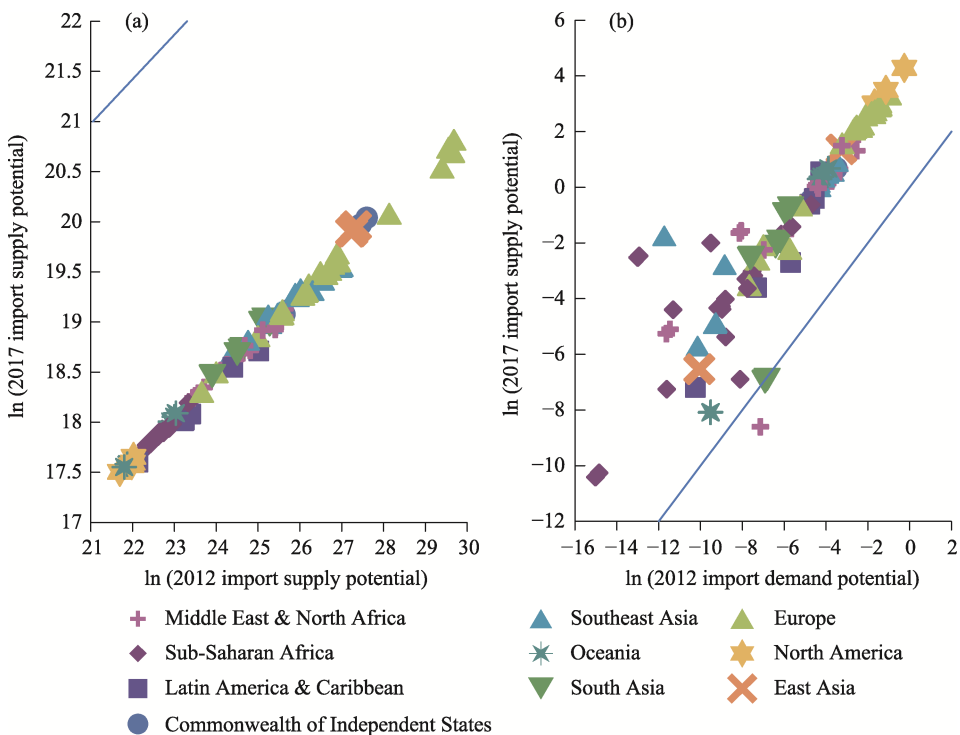 (a)
ln (2017 import supply potential)
22
21.5
21
20.5
20
19.5
19
18.5
18
17.5
17
21 22 23 24 25 26 27 28 29 30
ln (2012 import supply potential)
(b)
ln (2017 import supply potential)
6
4
2
0
−2
−4
−6
−8
−10
−12
−16 −14 −12 −10 −8 −6 −4 −2 0 2
ln (2012 import demand potential)
Middle East & North Africa
Sub-Saharan Africa
Latin America & Caribbean
Commonwealth of Independent States
Southeast Asia
Oceania
South Asia
Europe
North America
East Asia